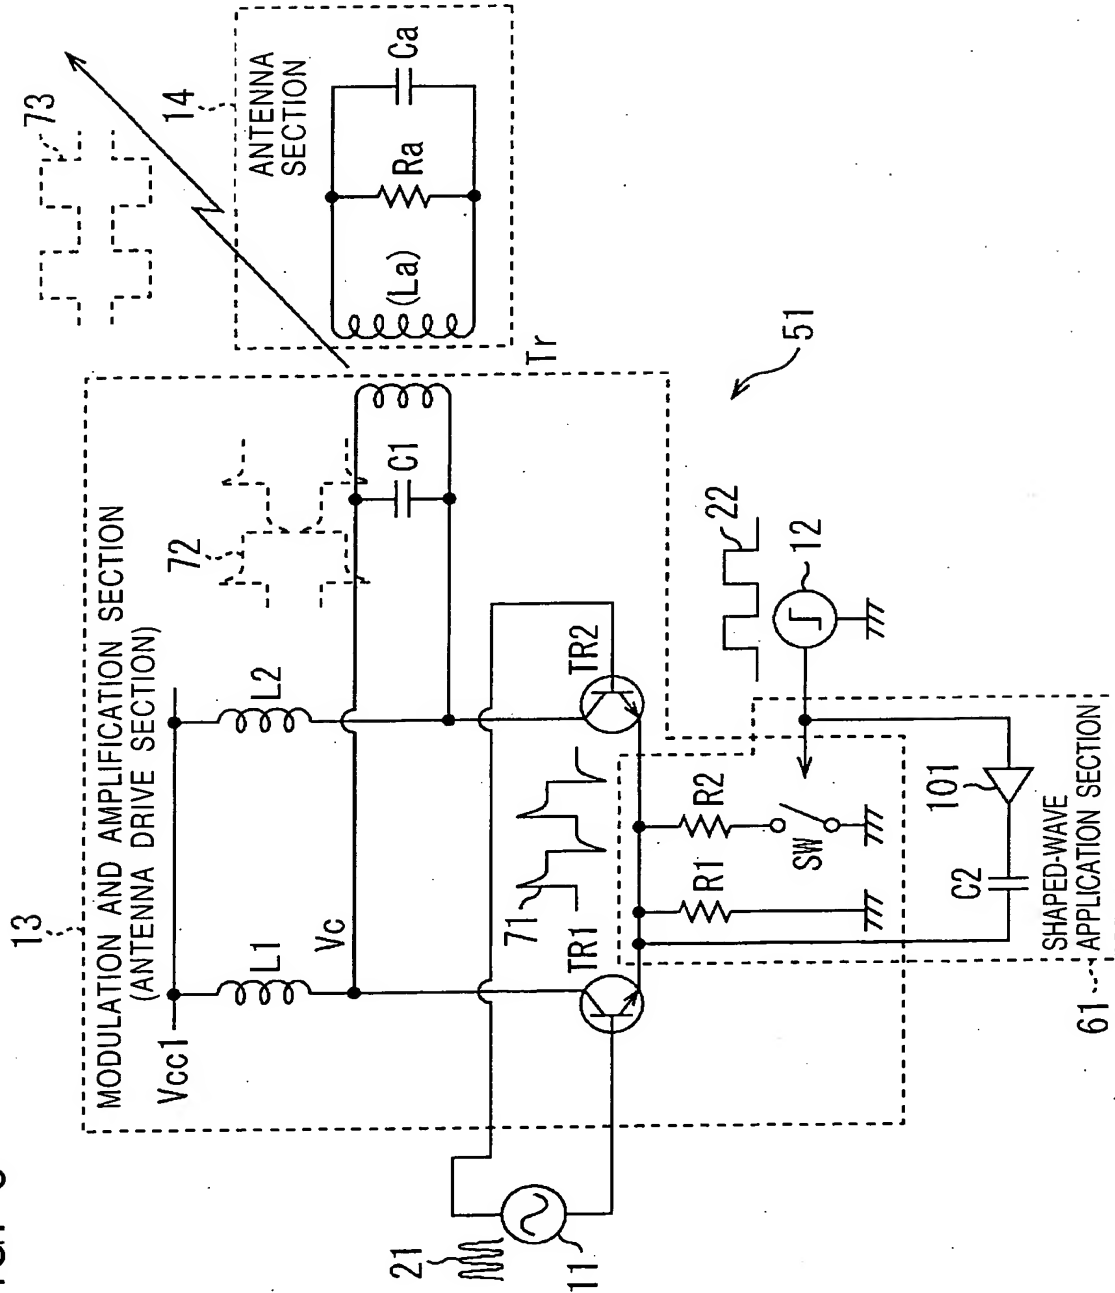 13
MODULATION AND AMPLIFICATION SECTION
(ANTENNA DRIVE SECTION)
Vcc1
L1
L2
Vc
72
C1
73
14
ANTENNA
SECTION
(La)
Ra
Ca
Tr
21
11
TR1
71
TR2
R1
R2
SW
22
12
51
101
C2
SHAPED-WAVE
APPLICATION SECTION
61